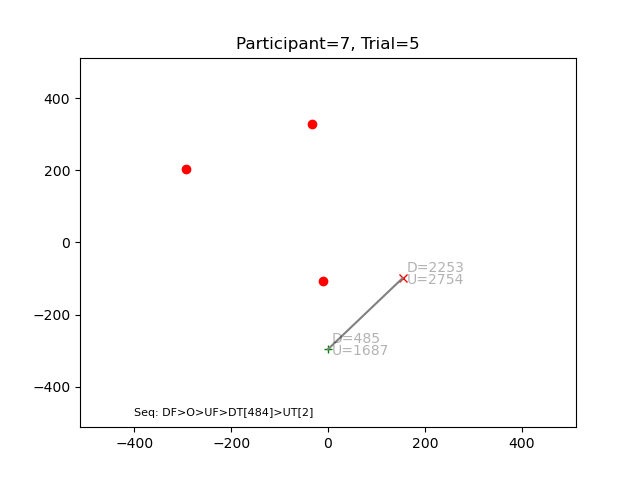 Participant=7, Trial=5
400
200
0
−200
−400
D=2253
U=2754
D=485
U=1687
Seq: DF>O>UF>DT[484]>UT[2]
−400
−200
0
200
400